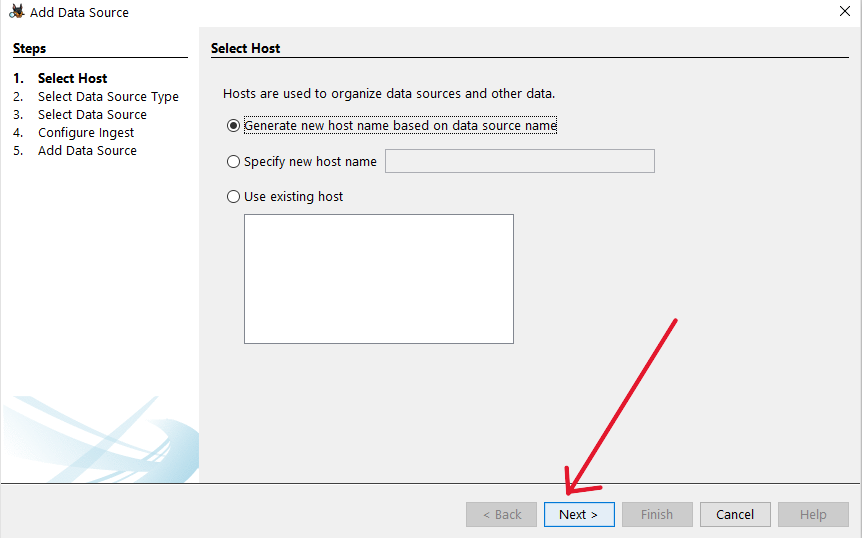 Add Data Source
Steps
1. Select Host
2. Select Data Source Type
3. Select Data Source
4. Configure Ingest
5. Add Data Source
Select Host
Hosts are used to organize data sources and other data.
Generate new host name based on data source name
Specify new host name
Use existing host
< Back Next > Finish Cancel Help